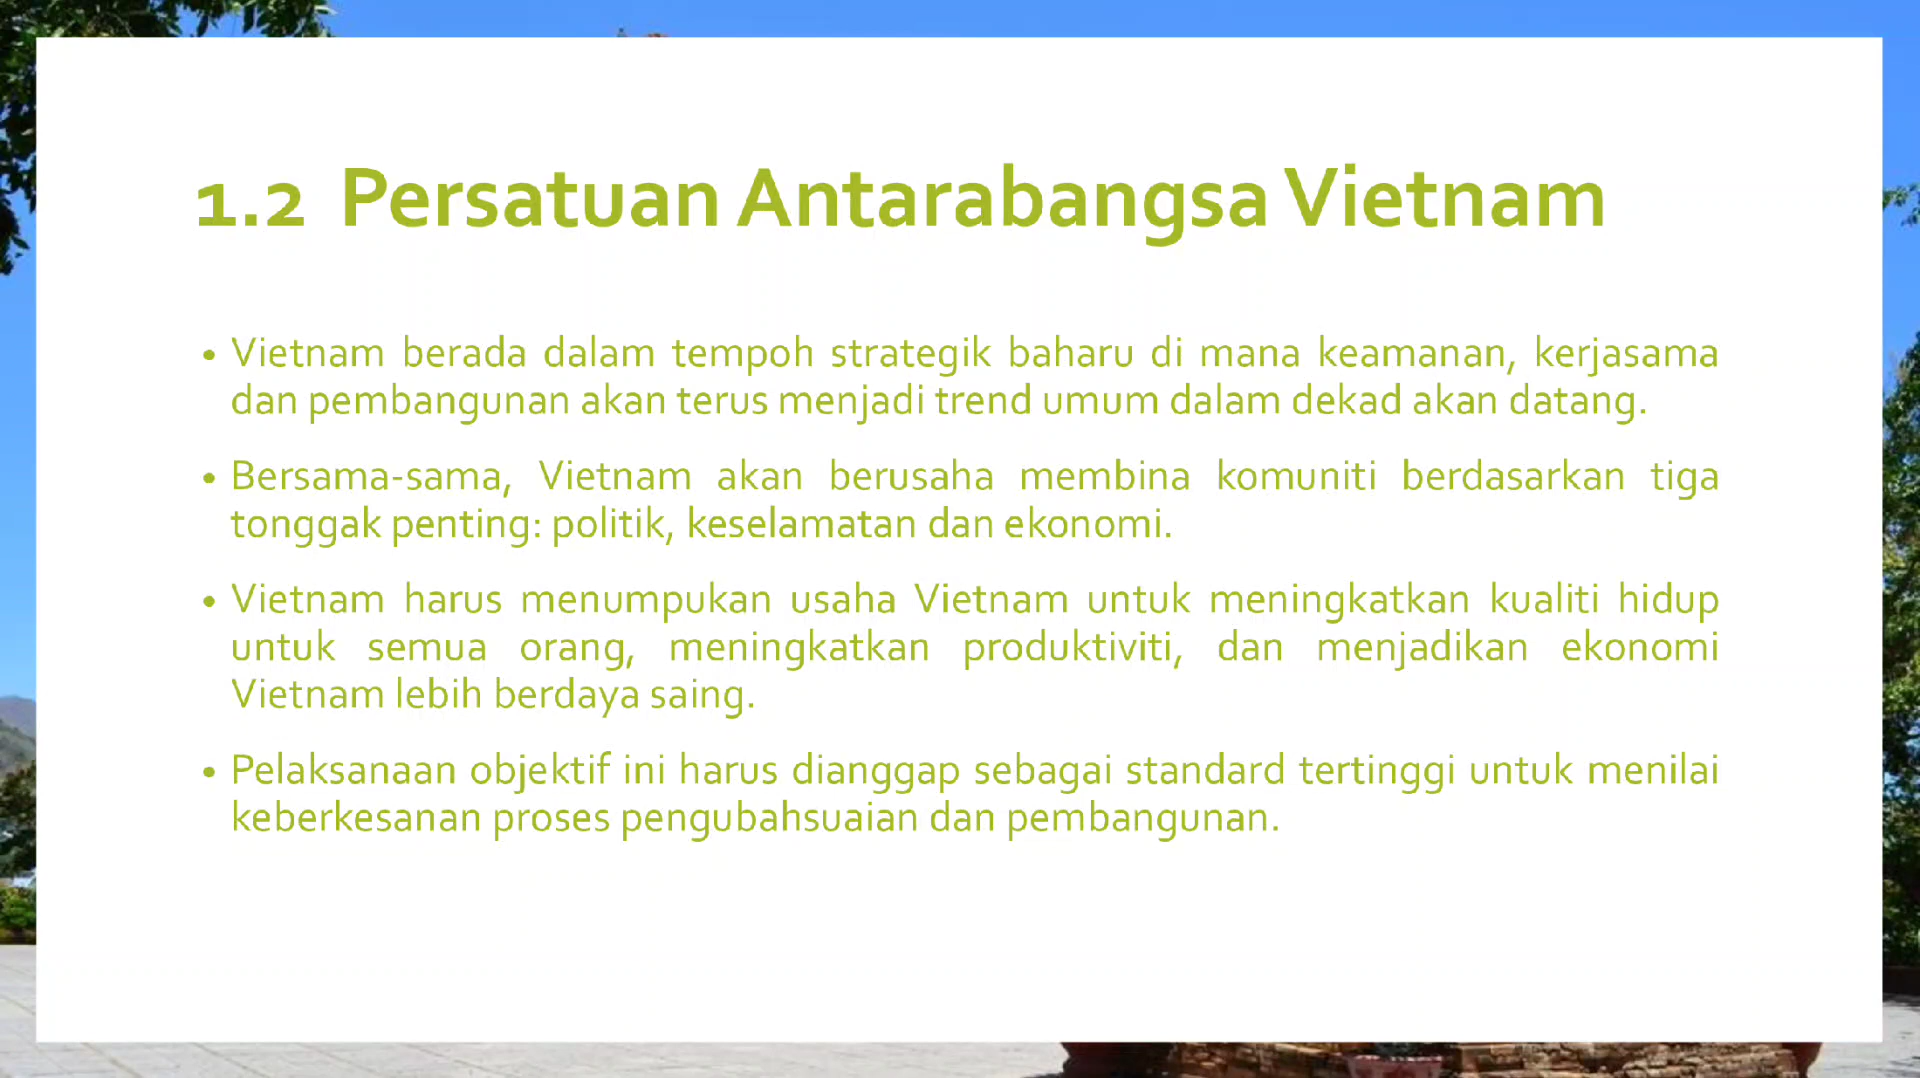 1.2 Persatuan Antarabangsa Vietnam
• Vietnam berada dalam tempoh strategik baharu di mana keamanan, kerjasama
dan pembangunan akan terus menjadi trend umum dalam dekad akan datang.
• Bersama-sama, Vietnam akan berusaha membina komuniti berdasarkan tiga
tonggak penting: politik, keselamatan dan ekonomi.
• Vietnam harus menumpukan usaha Vietnam untuk meningkatkan kualiti hidup
untuk semua orang, meningkatkan produktiviti, dan menjadikan ekonomi
Vietnam lebih berdaya saing.
• Pelaksanaan objektif ini harus dianggap sebagai standard tertinggi untuk menilai
keberkesanan proses pengubahsuaian dan pembangunan.